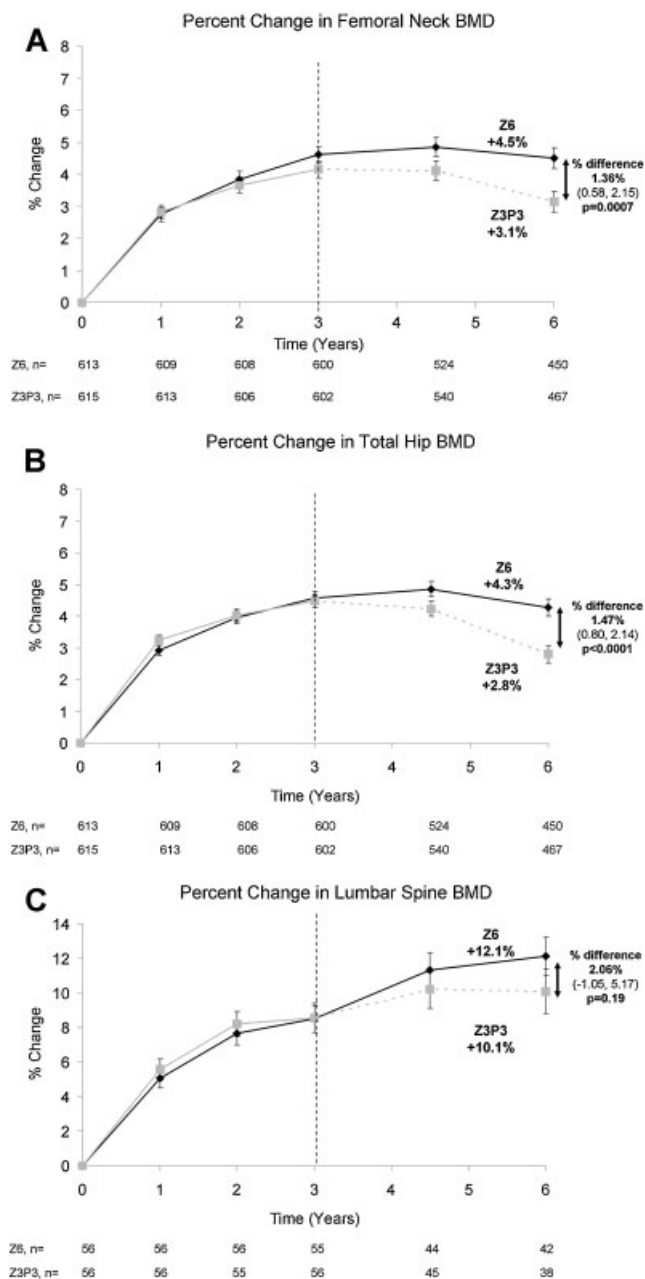 A
Percent Change in Femoral Neck BMD
8
7
6
5
4
3
2
1
0
% Change
Z6
+4.5%
Z3P3
+3.1%
% difference
1.36%
(0.58, 2.15)
p=0.0007
0 1 2 3 4 5 6
Time (Years)
Z6, n= 613 609 608 600 524 450
Z3P3, n= 615 613 606 602 540 467
B
Percent Change in Total Hip BMD
8
7
6
5
4
3
2
1
0
% Change
Z6
+4.3%
Z3P3
+2.8%
% difference
1.47%
(0.80, 2.14)
p<0.0001
0 1 2 3 4 5 6
Time (Years)
Z6, n= 613 609 608 600 524 450
Z3P3, n= 615 613 606 602 540 467
C
Percent Change in Lumbar Spine BMD
14
12
10
8
6
4
2
0
% Change
Z6
+12.1%
Z3P3
+10.1%
% difference
2.06%
(-1.05, 5.17)
p=0.19
0 1 2 3 4 5 6
Time (Years)
Z6, n= 56 56 56 55 44 42
Z3P3, n= 56 56 55 56 45 38